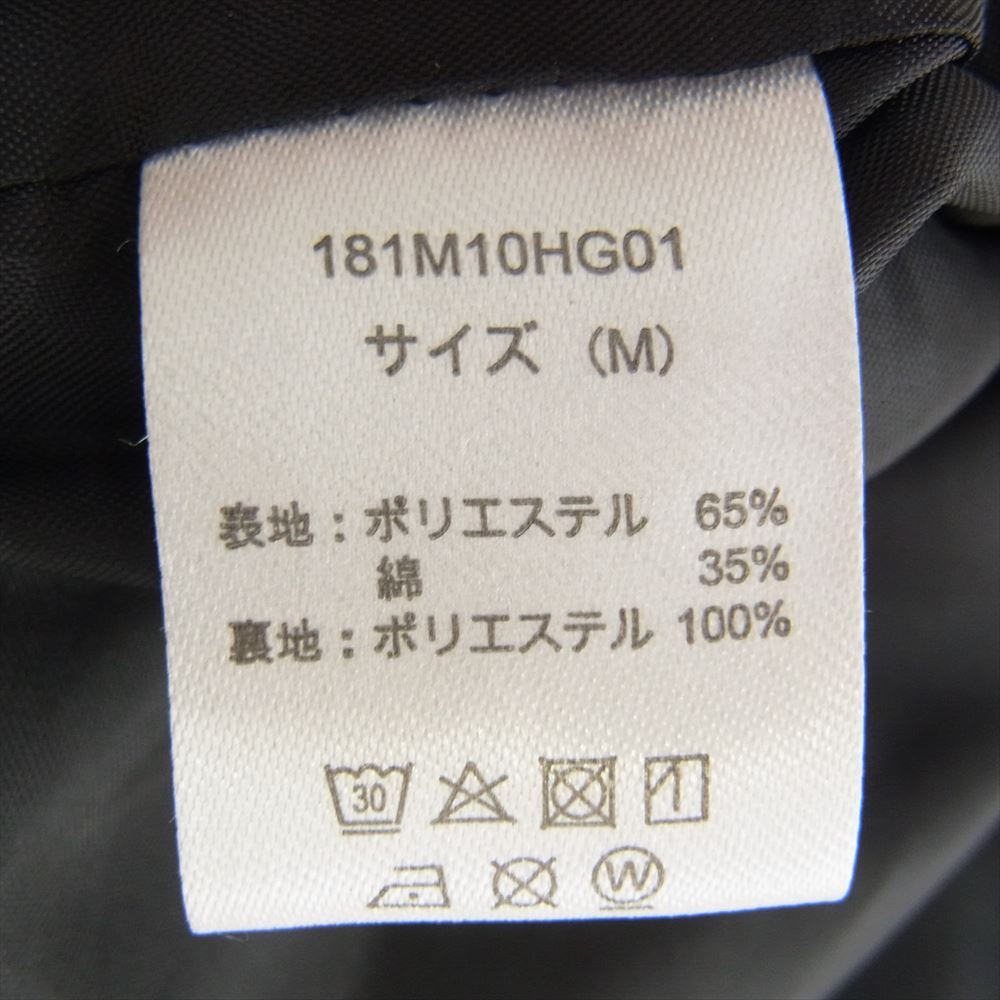 181M10HG01
サイズ (M)
表地：ポリエステル 65%
綿 35%
裏地：ポリエステル 100%
30
W